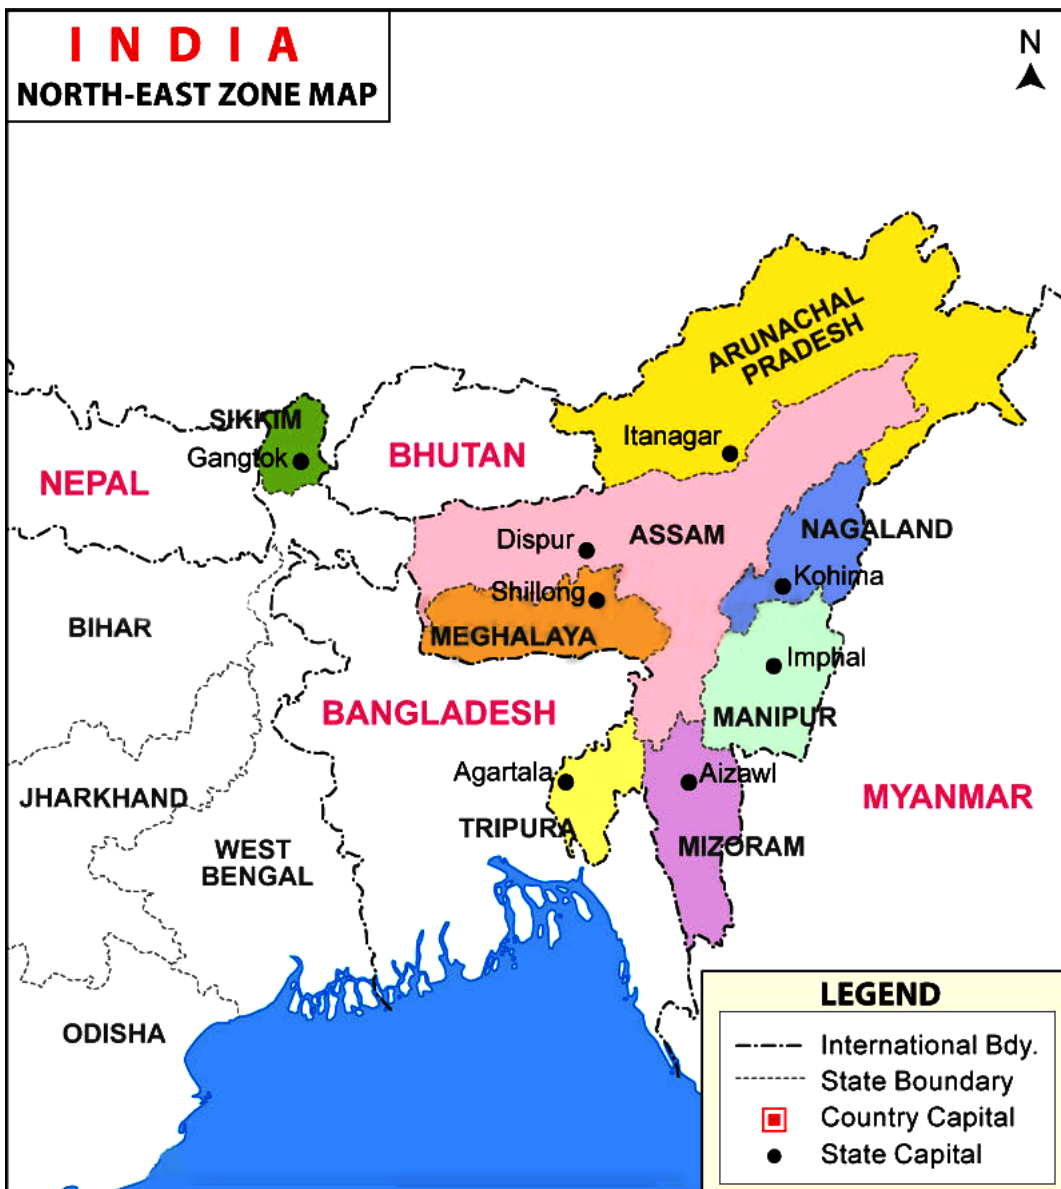 INDIA
NORTH-EAST ZONE MAP
N
ARUNACHAL
PRADESH
SIKKIM
Gangtok
NEPAL
BHUTAN
Itanagar
Dispur
ASSAM
NAGALAND
Kohima
Shillong
MEGHALAYA
BIHAR
Imphal
BANGLADESH
MANIPUR
Agartala
Aizawl
JHARKHAND
MYANMAR
TRIPURA
MIZORAM
WEST
BENGAL
ODISHA
LEGEND
International Bdy.
State Boundary
Country Capital
State Capital